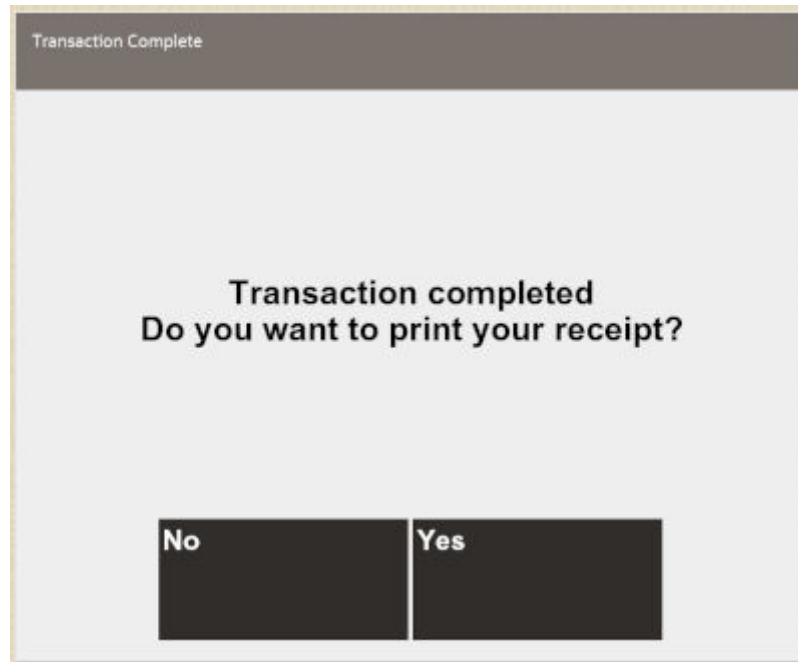 Transaction Complete
Transaction completed
Do you want to print your receipt?
No
Yes